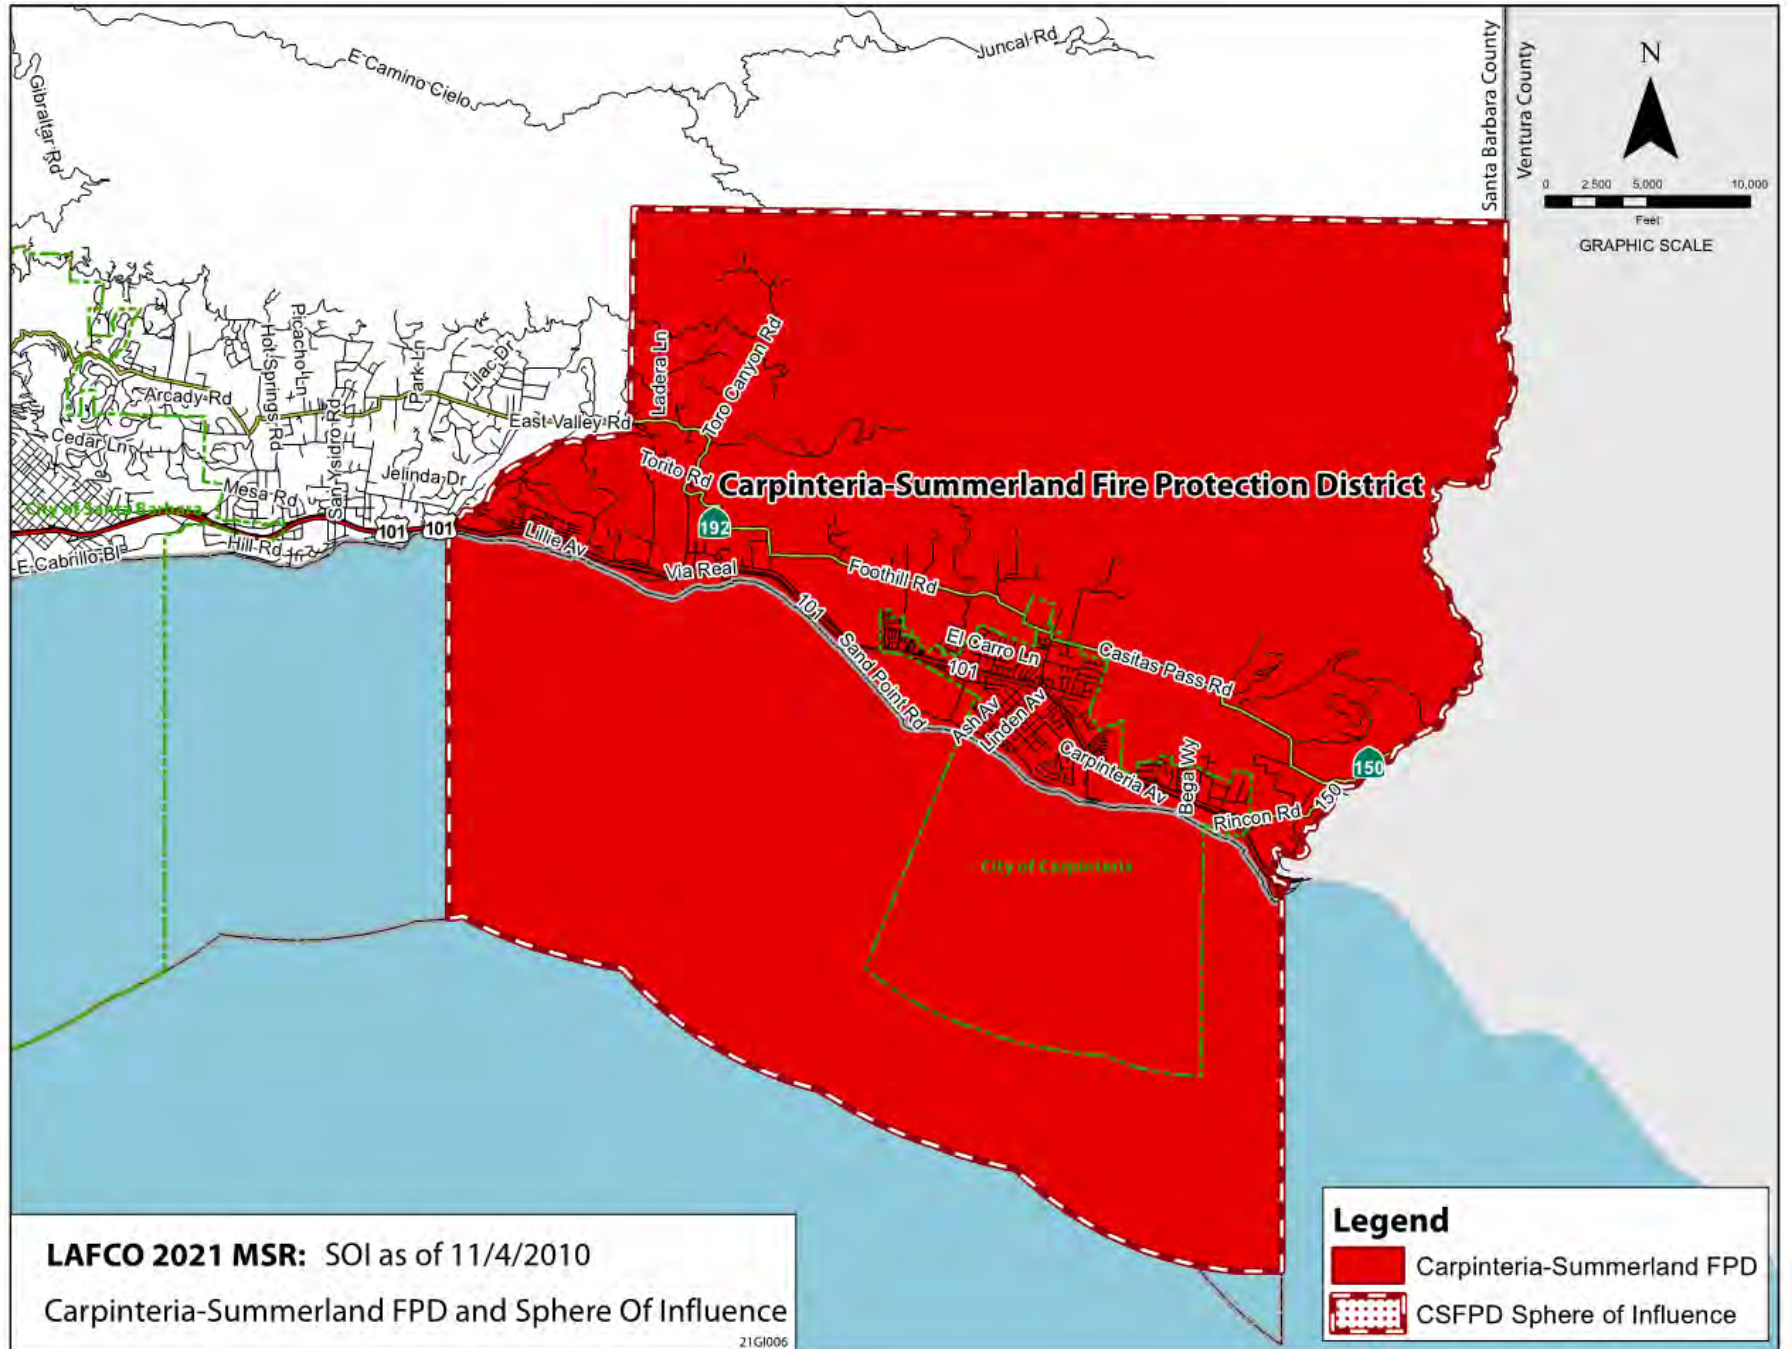 Juncal Rd
E Camino Cielo
Gibraltar Rd
Santa Barbara County
Ventura County
N
0 2,500 5,000 10,000
Feet
GRAPHIC SCALE
Hot Springs Rd
Picacho Ln
Park Ln
Lilac Dr
Ladera Ln
Toro Canyon Rd
Arcady Rd
San Ysidro Rd
East Valley Rd
Cedar Ln
Jelinda Dr
Torito Rd
Mesa Rd
Carpinteria-Summerland Fire Protection District
City of Santa Barbara
101
101
192
Hill Rd
E Cabrillo Bl
Lillie Av
Via Real
Foothill Rd
101
Sand Point Rd
El Carro Ln
101
Casitas Pass Rd
Ash Av
Linden Av
Carpinteria Av
Bega Wy
150
150
Rincon Rd
City of Carpinteria
LAFCO 2021 MSR: SOI as of 11/4/2010
Carpinteria-Summerland FPD and Sphere Of Influence
21GI006
Legend
Carpinteria-Summerland FPD
CSFPD Sphere of Influence